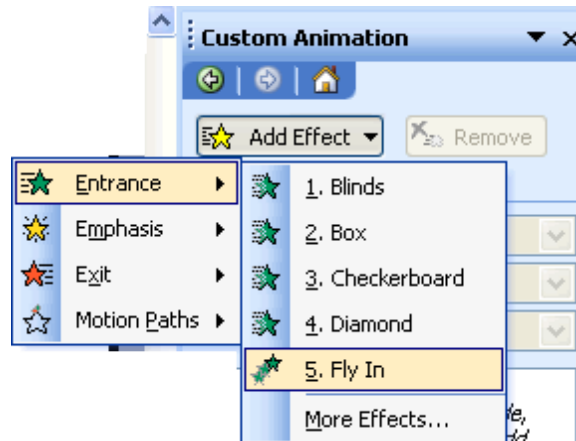 Custom Animation
Add Effect
Remove
Entrance
Emphasis
Exit
Motion Paths
1. Blinds
2. Box
3. Checkerboard
4. Diamond
5. Fly In
More Effects...